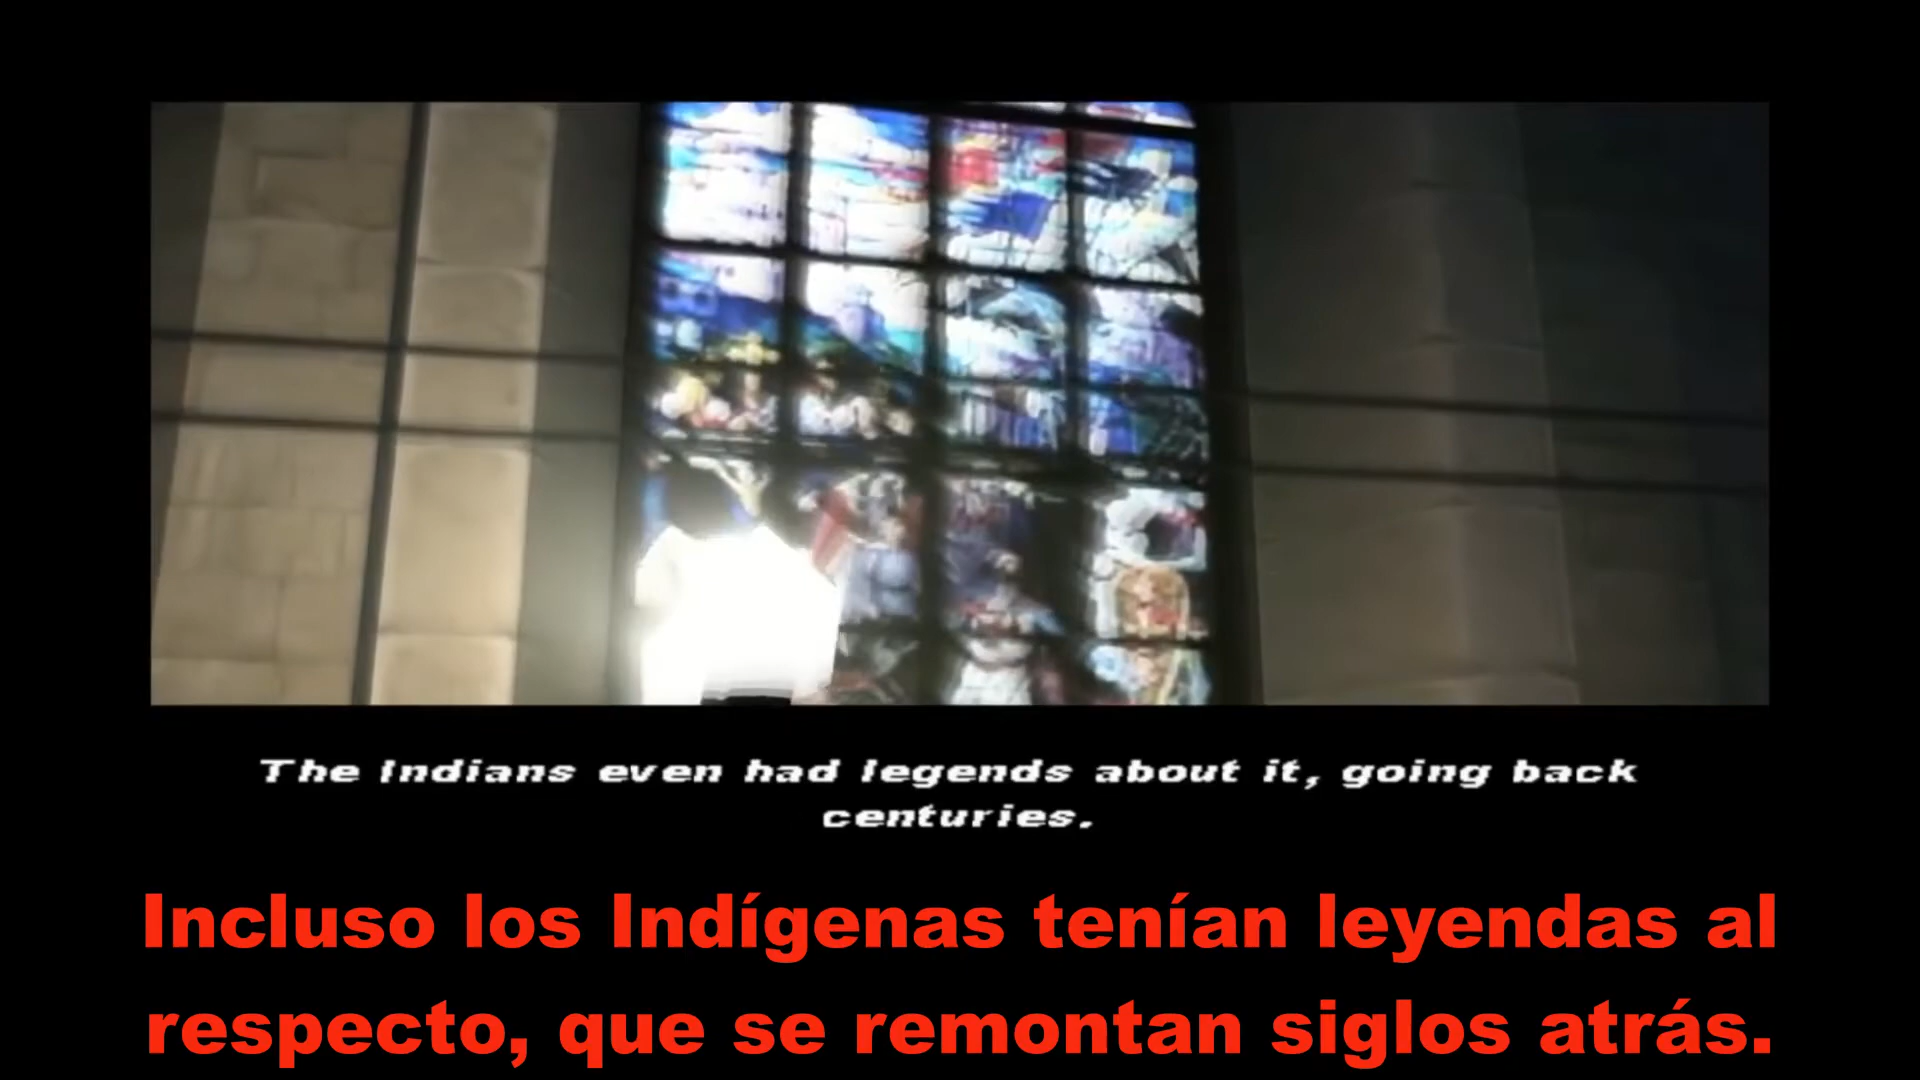 The Indians even had legends about it, going back
centuries.
Incluso los Indígenas tenían leyendas al
respecto, que se remontan siglos atrás.